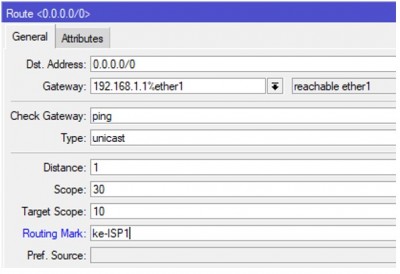 Route <0.0.0.0/0>
General Attributes
Dst. Address: 0.0.0.0/0
Gateway: 192.168.1.1%ether1 reachable ether1
Check Gateway: ping
Type: unicast
Distance: 1
Scope: 30
Target Scope: 10
Routing Mark: ke-ISP1
Pref. Source: